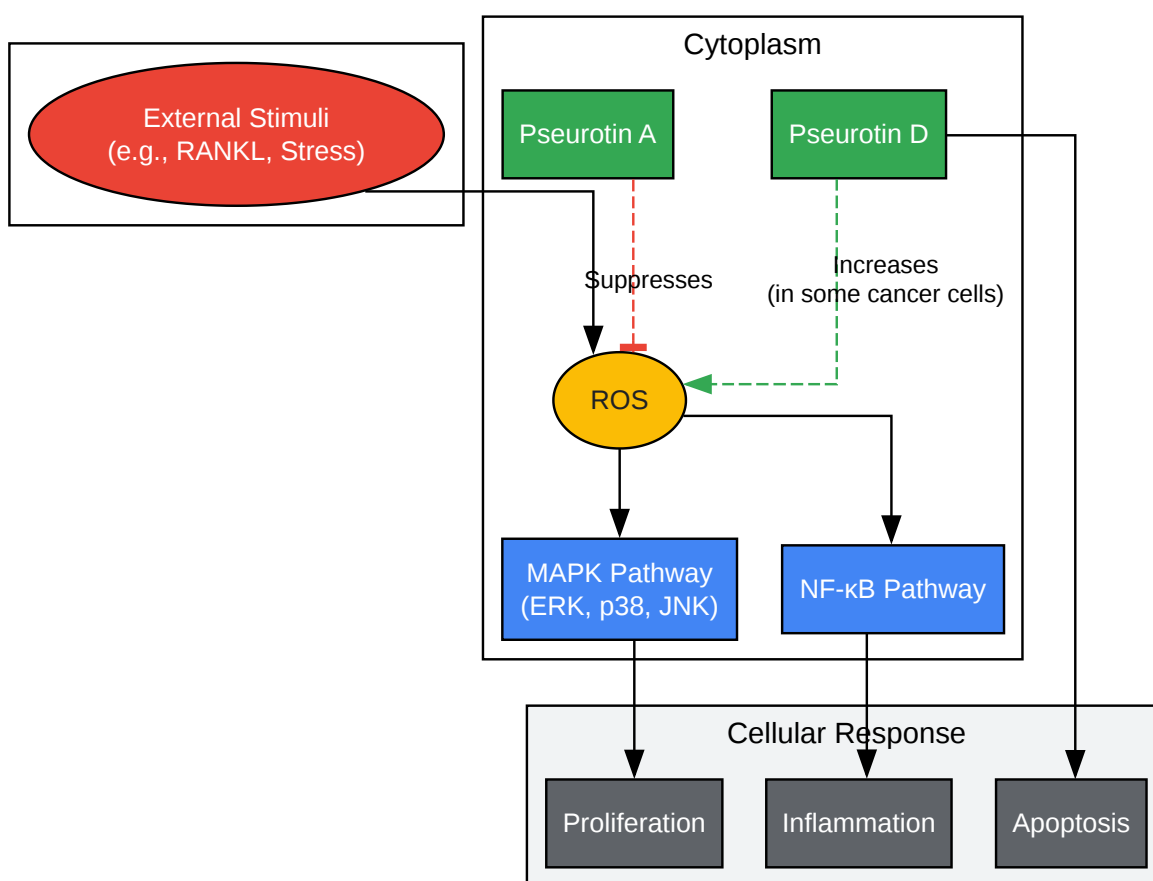 Cytoplasm
External Stimuli
(e.g., RANKL, Stress)
Pseurotin A
Pseurotin D
Suppresses
Increases
(in some cancer cells)
ROS
MAPK Pathway
(ERK, p38, JNK)
NF-κB Pathway
Cellular Response
Proliferation
Inflammation
Apoptosis